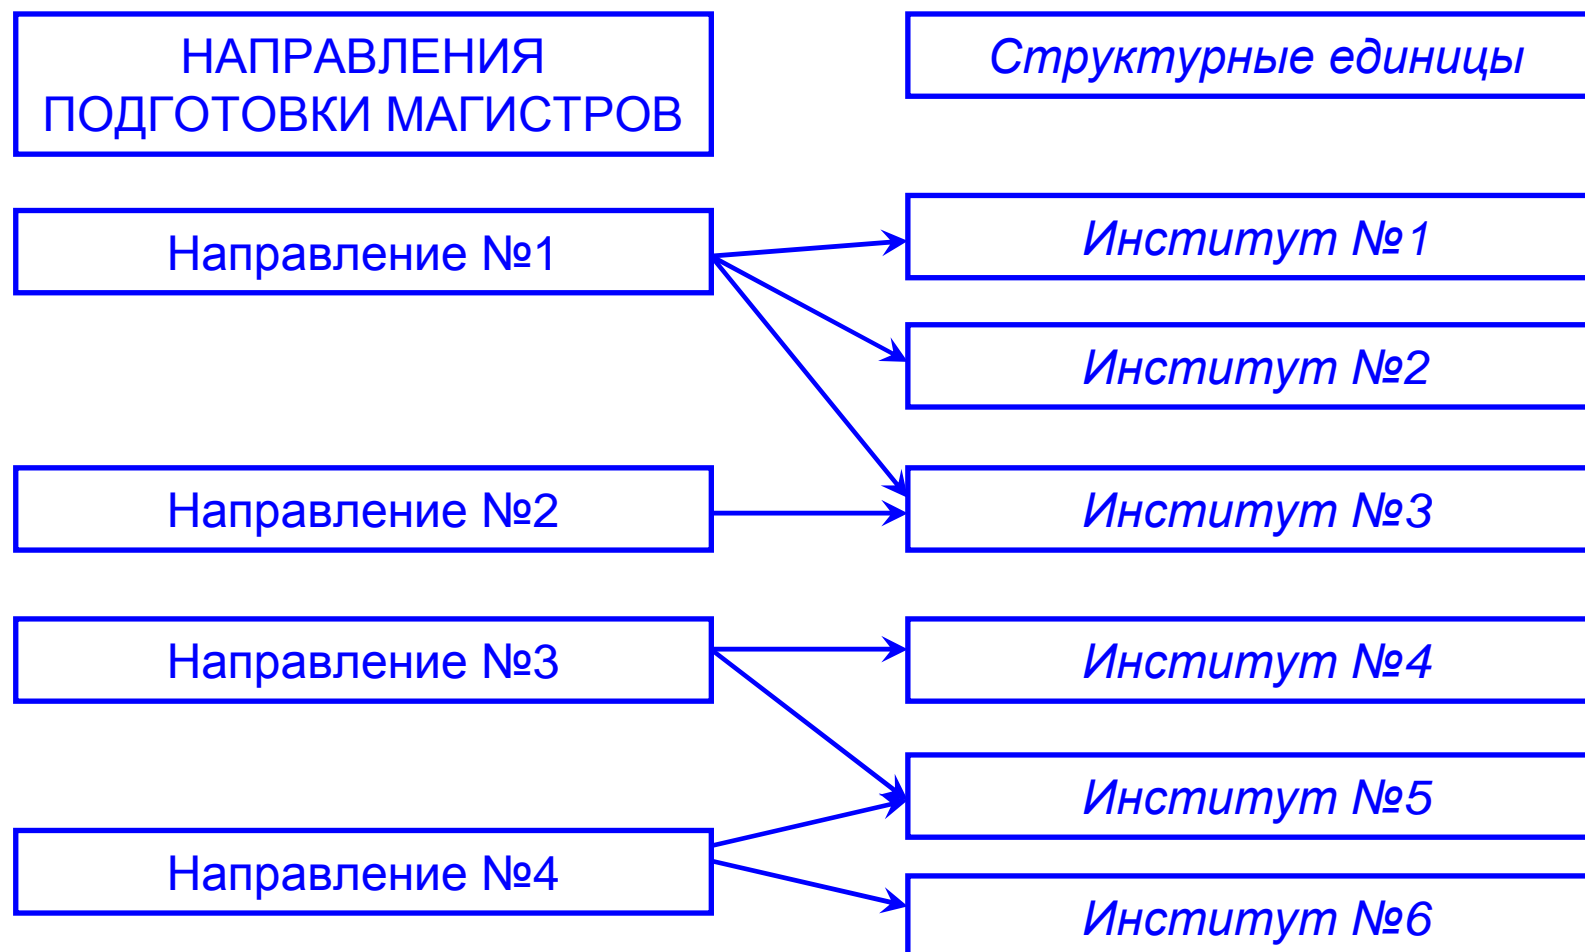 НАПРАВЛЕНИЯ
ПОДГОТОВКИ МАГИСТРОВ
Структурные единицы
Направление №1
Институт №1
Институт №2
Направление №2
Институт №3
Направление №3
Институт №4
Институт №5
Направление №4
Институт №6